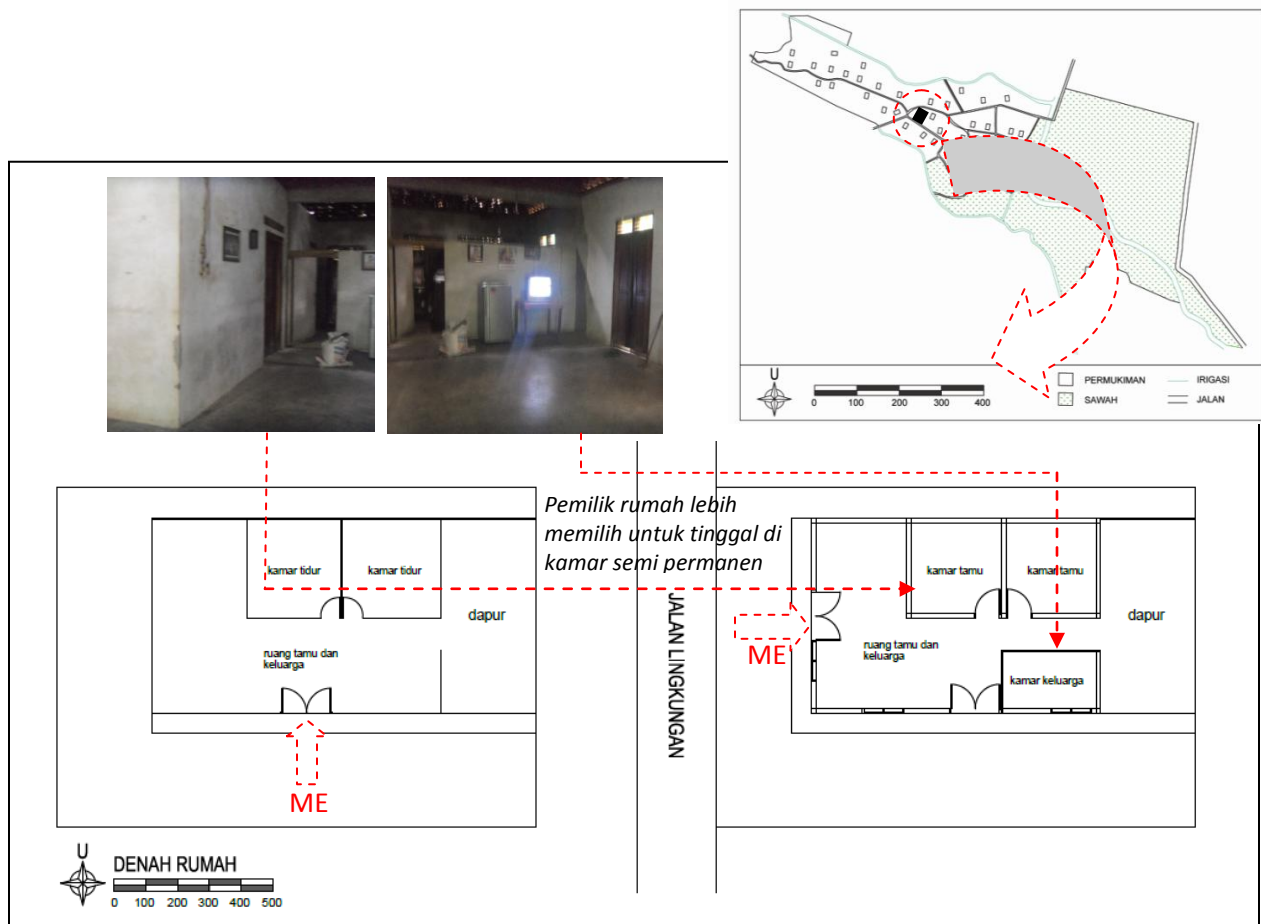 U
0 100 200 300 400
PERMUKIMAN
SAWAH
IRIGASI
JALAN
Pemilik rumah lebih
memilih untuk tinggal di
kamar semi permanen
kamar tidur
kamar tidur
dapur
ruang tamu dan
keluarga
ME
JALAN LINGKUNGAN
kamar tamu
kamar tamu
dapur
ME
ruang tamu dan
keluarga
kamar keluarga
U
DENAH RUMAH
0 100 200 300 400 500